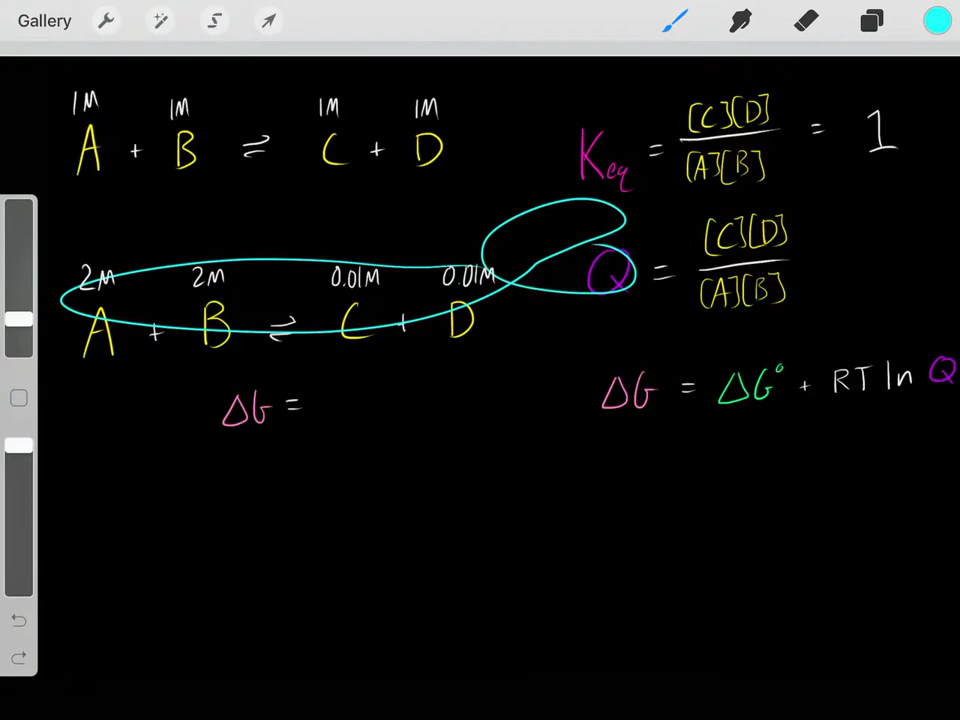 Gallery
1M 1M 1M 1M
A + B ⇌ C + D
Keq = [C][D] / [A][B] = 1
2M 2M 0.01M 0.01M
A + B ⇌ C + D
Q = [C][D] / [A][B]
ΔG =
ΔG = ΔG° + RT ln Q